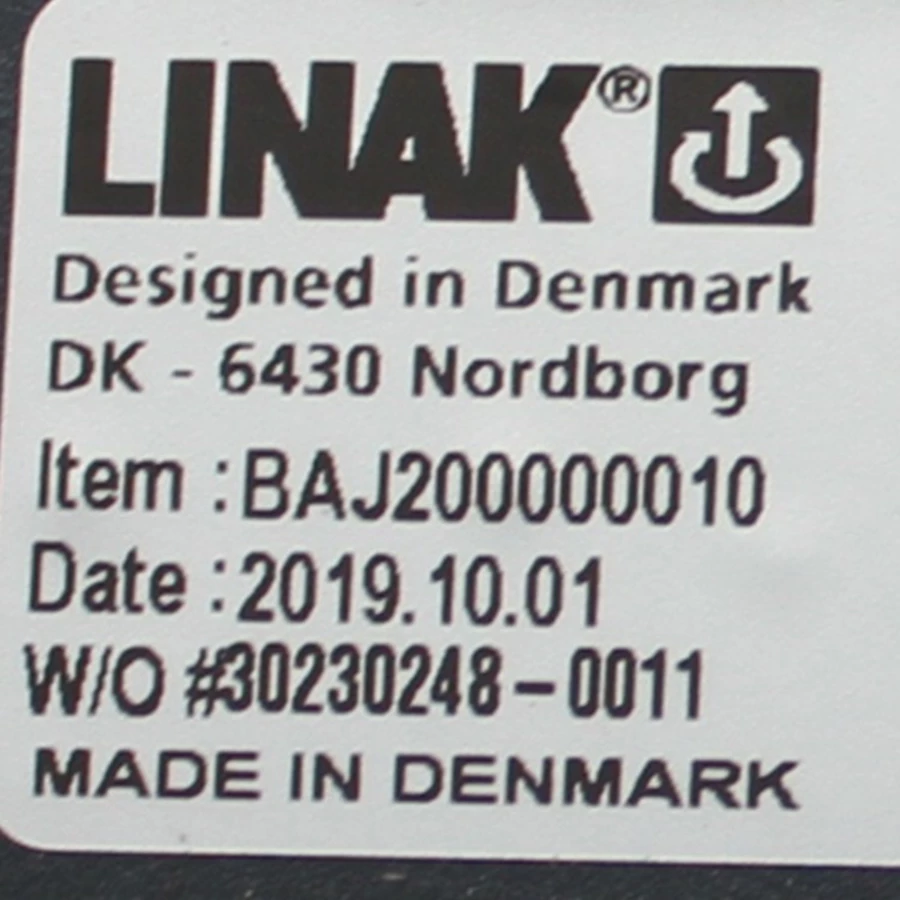 LINAK®
Designed in Denmark
DK - 6430 Nordborg
Item :BAJ200000010
Date :2019.10.01
W/O #30230248-0011
MADE IN DENMARK